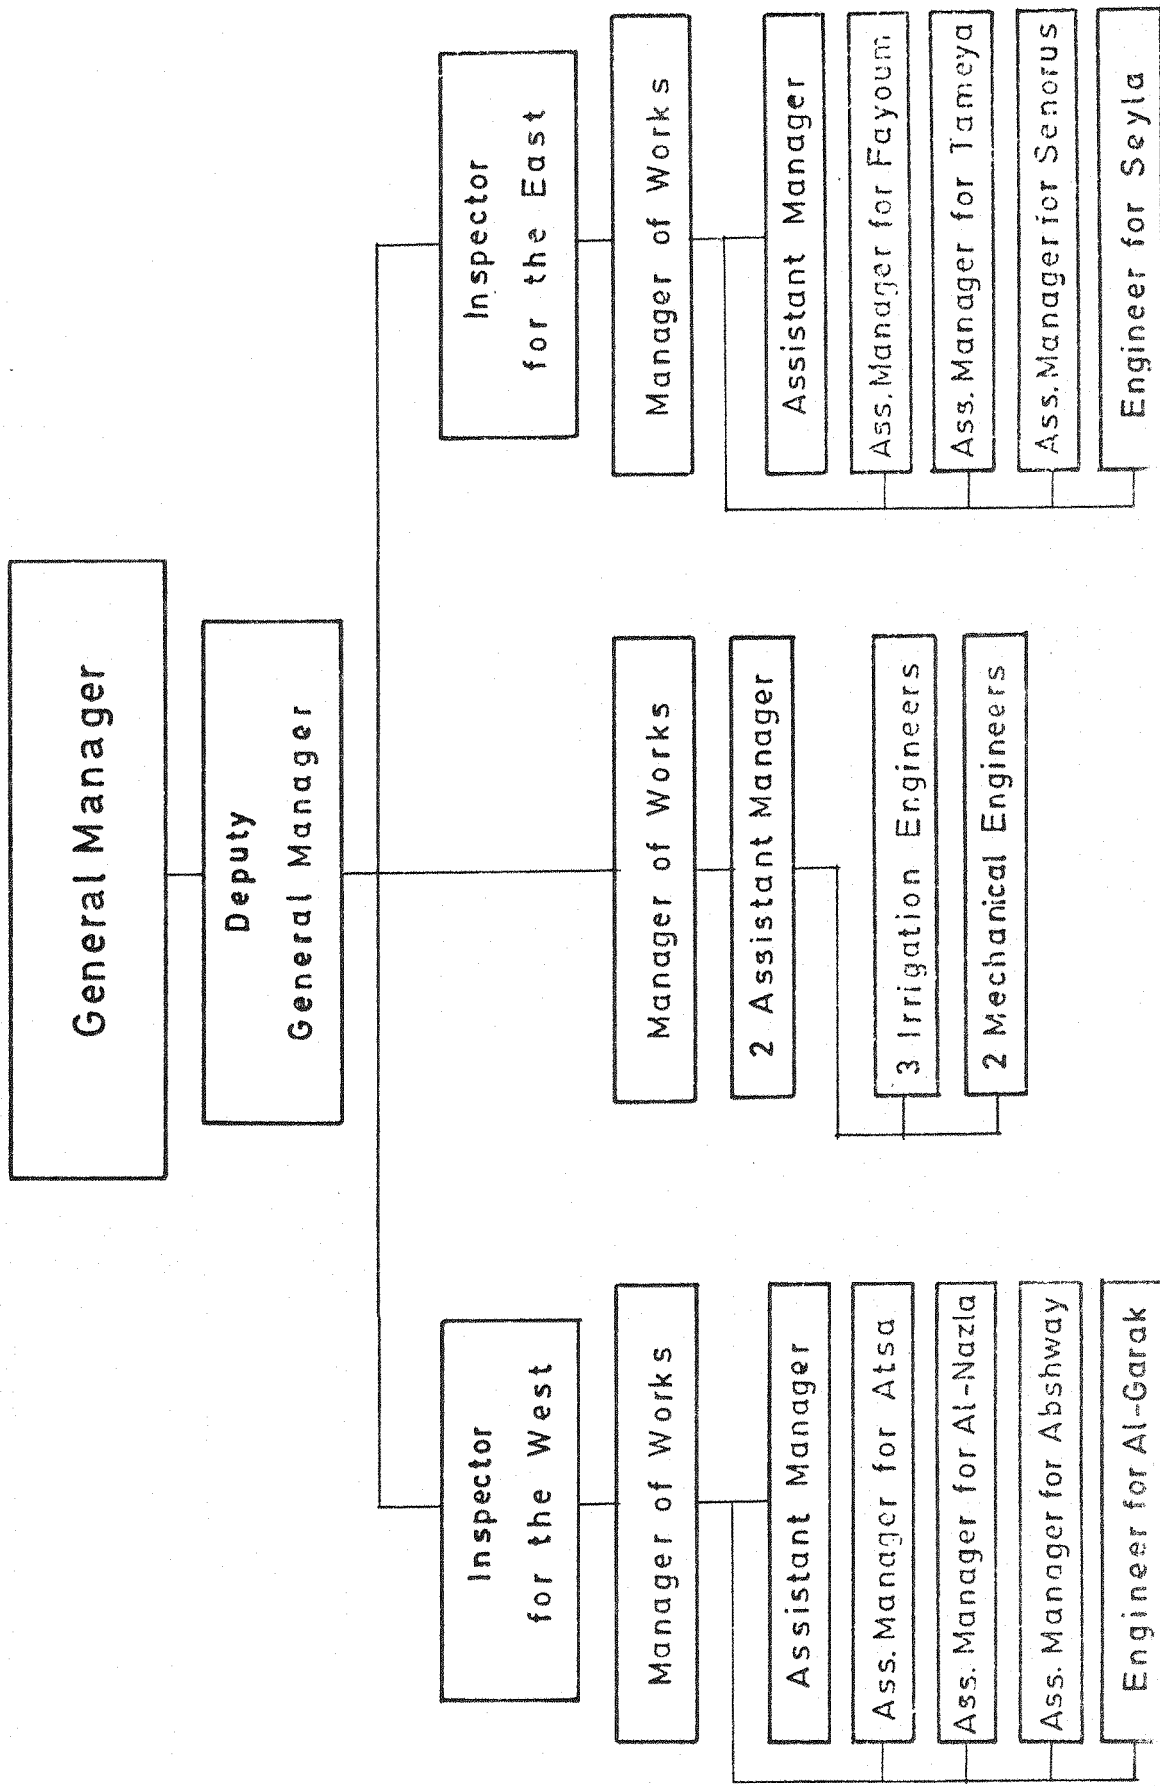 General Manager
Deputy
General Manager
Inspector
for the West
Manager of Works
Assistant Manager
Ass. Manager for Atsa
Ass. Manager for Al-Nazla
Ass. Manager for Abshway
Engineer for Al-Garak
Manager of Works
2 Assistant Manager
3 Irrigation Engineers
2 Mechanical Engineers
Inspector
for the East
Manager of Works
Assistant Manager
Ass. Manager for Fayoum
Ass. Manager for Tameya
Ass. Manager for Senorus
Engineer for Seyla